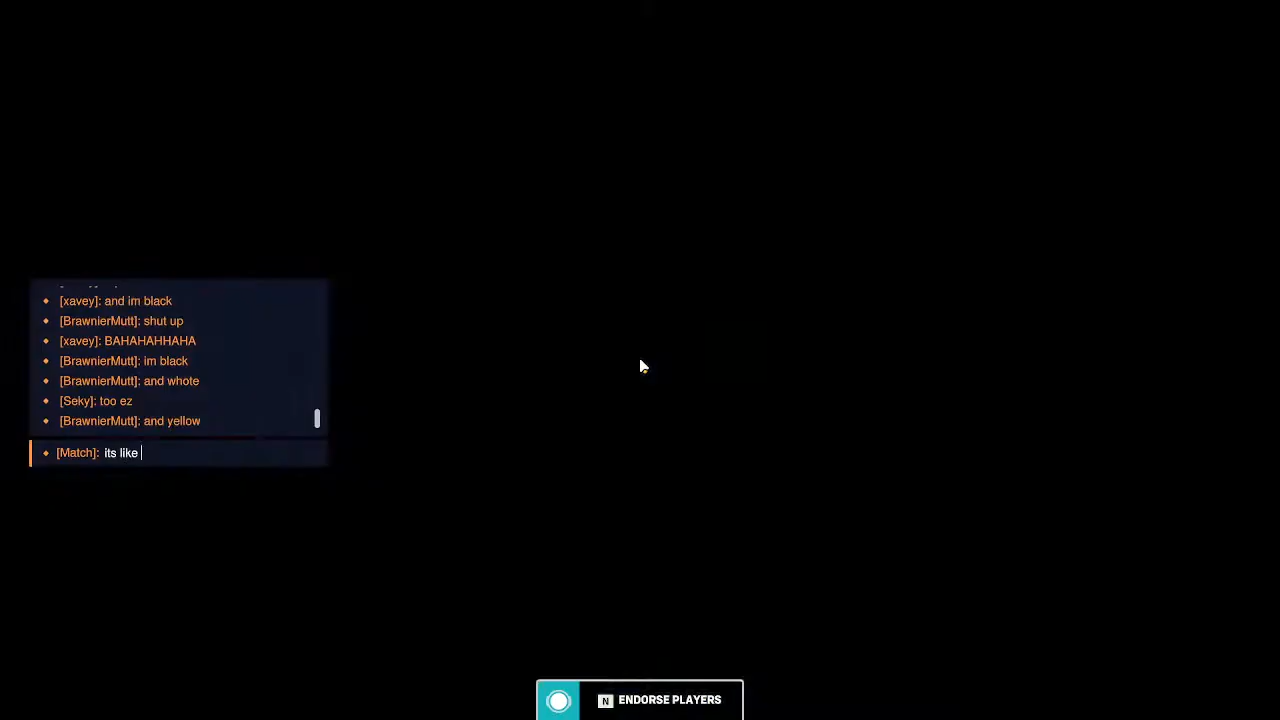 [xavey]: and im black
[BrawnierMutt]: shut up
[xavey]: BAHAHAHHAHA
[BrawnierMutt]: im black
[BrawnierMutt]: and whote
[Seky]: too ez
[BrawnierMutt]: and yellow
[Match]: its like
N ENDORSE PLAYERS